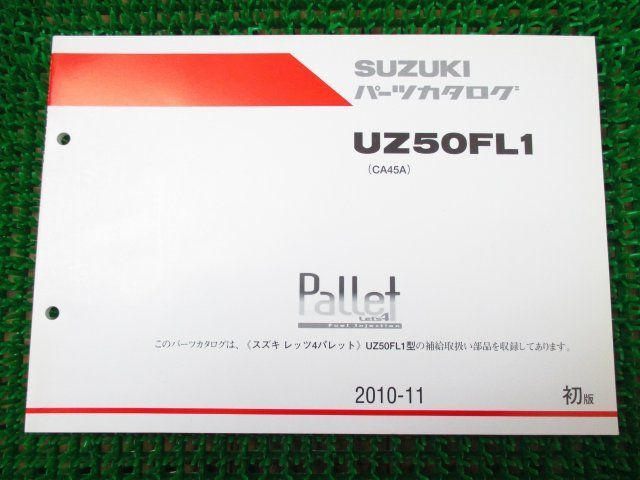 SUZUKI
パーツカタログ
UZ50FL1
(CA45A)
Pallet
Let's4
Fuel Injection
このパーツカタログは、《スズキ レッツ4パレット》UZ50FL1型の補給取扱い部品を収録してあります。
2010-11
初版